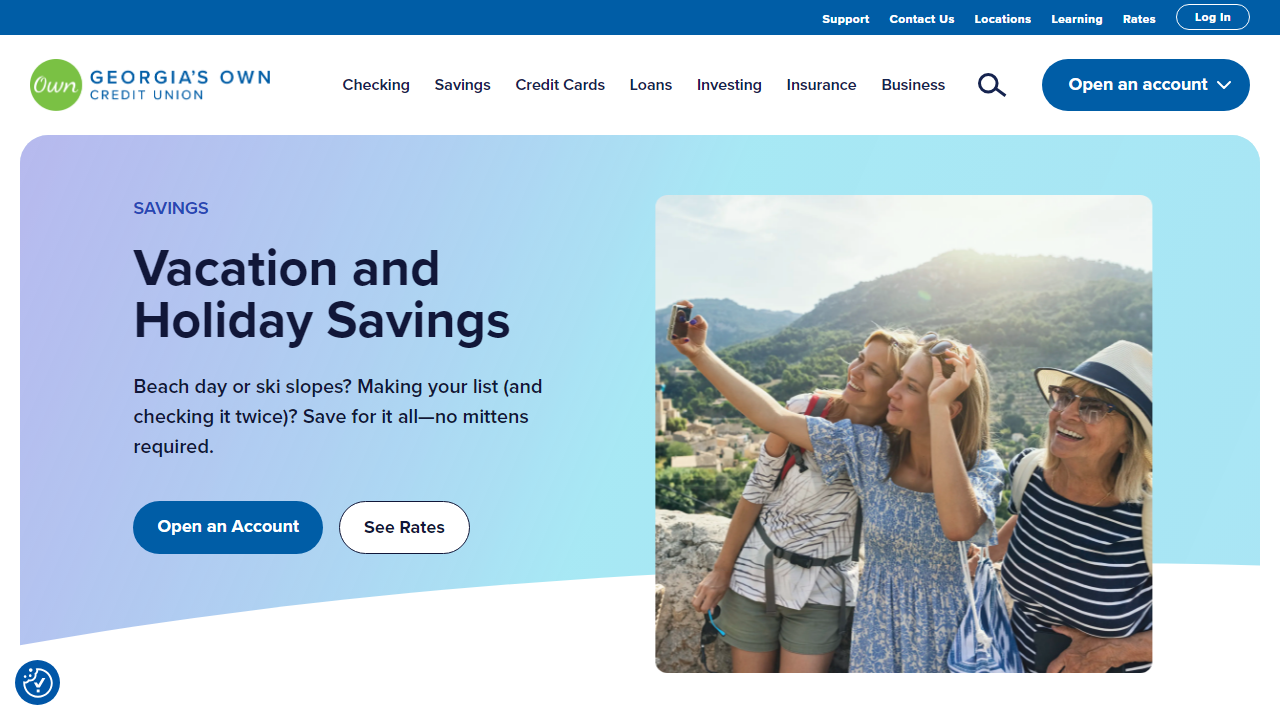 Support Contact Us Locations Learning Rates Log In
Own GEORGIA'S OWN
CREDIT UNION
Checking Savings Credit Cards Loans Investing Insurance Business Open an account
SAVINGS
Vacation and
Holiday Savings
Beach day or ski slopes? Making your list (and
checking it twice)? Save for it all—no mittens
required.
Open an Account See Rates